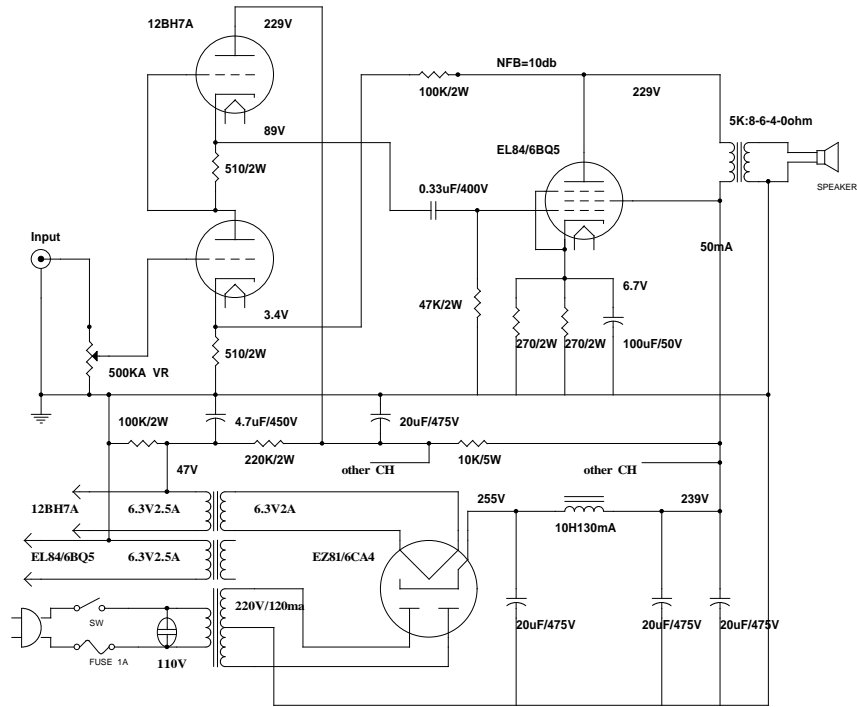 12BH7A
229V
NFB=10db
100K/2W
229V
5K:8-6-4-0ohm
89V
EL84/6BQ5
510/2W
0.33uF/400V
SPEAKER
Input
50mA
3.4V
6.7V
47K/2W
510/2W
270/2W
270/2W
100uF/50V
500KA VR
100K/2W
4.7uF/450V
20uF/475V
220K/2W
10K/5W
47V
other CH
other CH
12BH7A
6.3V2.5A
6.3V2A
255V
239V
10H130mA
EL84/6BQ5
6.3V2.5A
EZ81/6CA4
220V/120ma
SW
20uF/475V
20uF/475V
20uF/475V
FUSE 1A
110V